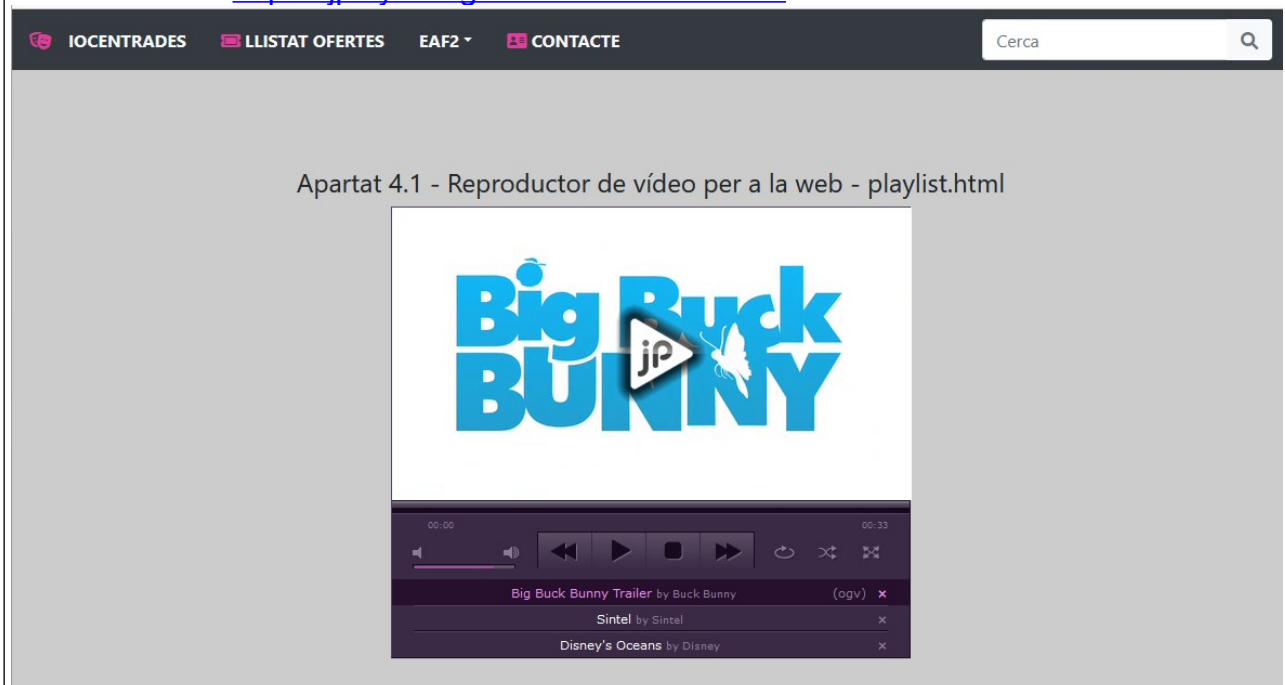 IOCENTRADES LLISTAT OFERTES EAF2 CONTACTE Cerca
Apartat 4.1 - Reproductor de vídeo per a la web - playlist.html
Big Buck
BUNNY
jp
00:00 00:33
Big Buck Bunny Trailer by Buck Bunny (ogv) ×
Sintel by Sintel ×
Disney's Oceans by Disney ×